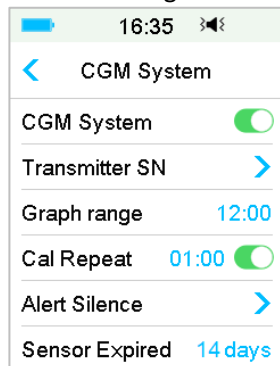 16:35
CGM System
CGM System
Transmitter SN
Graph range 12:00
Cal Repeat 01:00
Alert Silence
Sensor Expired 14 days